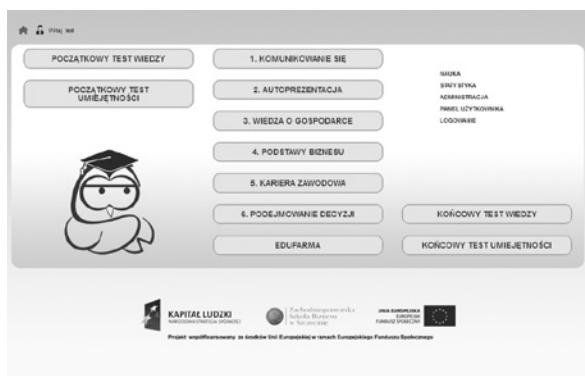 Witaj, test
POCZĄTKOWY TEST WIEDZY
POCZĄTKOWY TEST
UMIEJĘTNOŚCI
1. KOMUNIKOWANIE SIĘ
2. AUTOPREZENTACJA
3. WIEDZA O GOSPODARCE
4. PODSTAWY BIZNESU
5. KARIERA ZAWODOWA
6. PODEJMOWANIE DECYZJI
EDUFARMA
NAUKA
STATYSTYKA
ADMINISTRACJA
PANEL UŻYTKOWNIKA
LOGOWANIE
KOŃCOWY TEST WIEDZY
KOŃCOWY TEST UMIEJĘTNOŚCI
KAPITAŁ LUDZKI
NARODOWA STRATEGIA SPÓJNOŚCI
Zachodniopomorska
Szkoła Biznesu
w Szczecinie
UNIA EUROPEJSKA
EUROPEJSKI
FUNDUSZ SPOŁECZNY
Projekt współfinansowany ze środków Unii Europejskiej w ramach Europejskiego Funduszu Społecznego